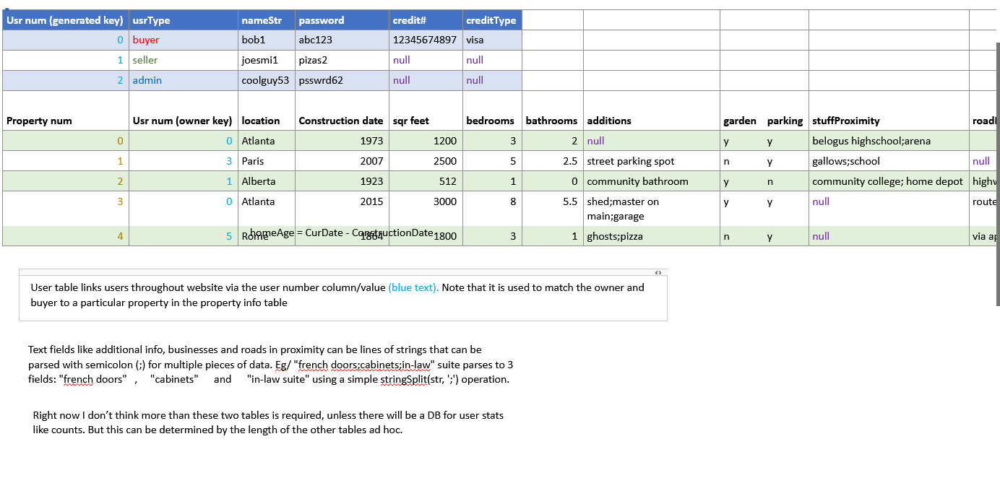 Usr num (generated key) usrType nameStr password credit# creditType
0 buyer bob1 abc123 12345674897 visa
1 seller joesmi1 pizas2 null null
2 admin coolguy53 psswrd62 null null
Property num Usr num (owner key) location Construction date sqr feet bedrooms bathrooms additions garden parking stuffProximity
0 0 Atlanta 1973 1200 3 2 null y y belogus highschool;arena
1 3 Paris 2007 2500 5 2.5 street parking spot n y gallows;school null
2 1 Alberta 1923 512 1 0 community bathroom y n community college; home depot
3 0 Atlanta 2015 3000 8 5.5 shed;master on y y null route
main;garage
homeAge = CurDate - ConstructionDate
4 5 Rome 1864 1800 3 1 ghosts;pizza n y null via
User table links users throughout website via the user number column/value (blue text). Note that it is used to match the owner and
buyer to a particular property in the property info table
Text fields like additional info, businesses and roads in proximity can be lines of strings that can be
parsed with semicolon (;) for multiple pieces of data. Eg/ "french doors;cabinets;in-law" suite parses to 3
fields: "french doors" , "cabinets" and "in-law suite" using a simple stringSplit(str, ';') operation.
Right now I don’t think more than these two tables is required, unless there will be a DB for user stats
like counts. But this can be determined by the length of the other tables ad hoc.